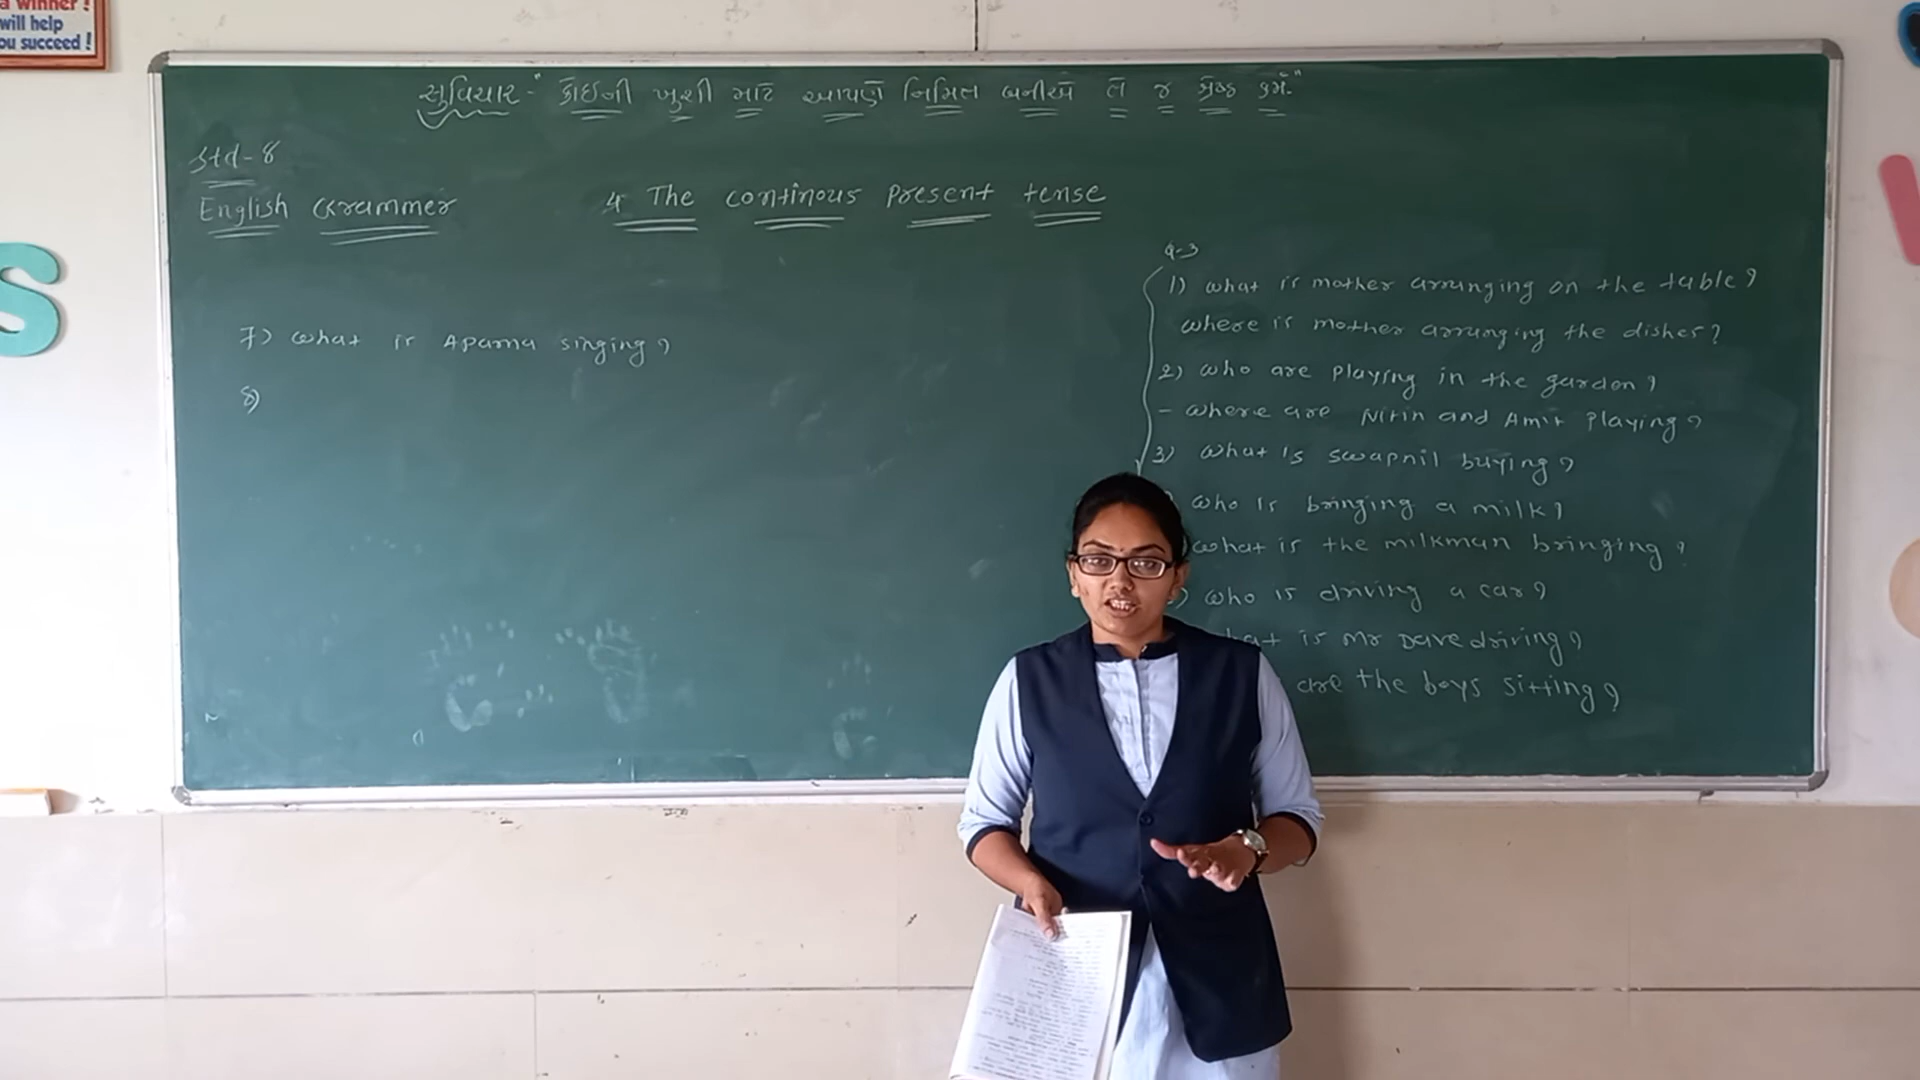 a winner !
will help
ou succeed !
સુવિચાર - "કોઇની ખુશી માટે આપણે નિમિત બનીએ તે જ શ્રેષ્ઠ કર્મ."
Std-8
English Grammer
4 The continous Present tense
7) what is Aparna singing?
8)
Q-3
1) what is mother arranging on the table?
where is mother arranging the dishes?
2) who are playing in the garden?
- where are Nitin and Amit playing?
3) what is swapnil buying?
who is bringing a milk?
what is the milkman bringing?
) who is driving a car?
hat is Mr Dave driving?
are the boys sitting?